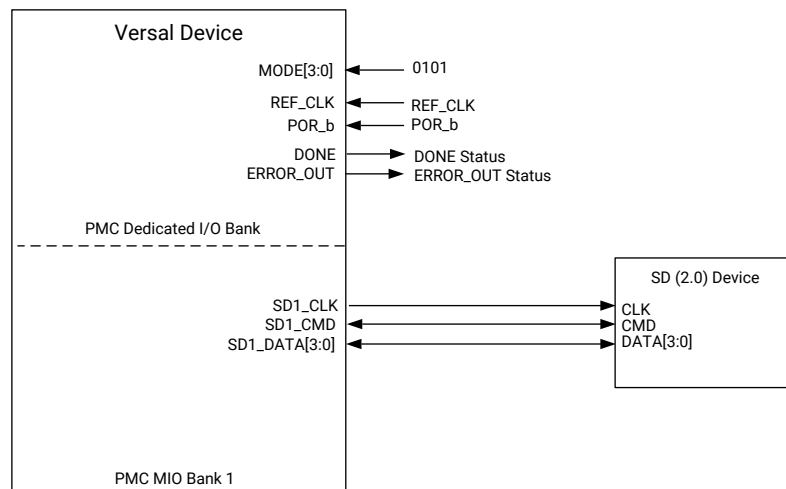 Versal Device
MODE[3:0] 0101
REF_CLK REF_CLK
POR_b POR_b
DONE DONE Status
ERROR_OUT ERROR_OUT Status
PMC Dedicated I/O Bank
SD (2.0) Device
SD1_CLK CLK
SD1_CMD CMD
SD1_DATA[3:0] DATA[3:0]
PMC MIO Bank 1